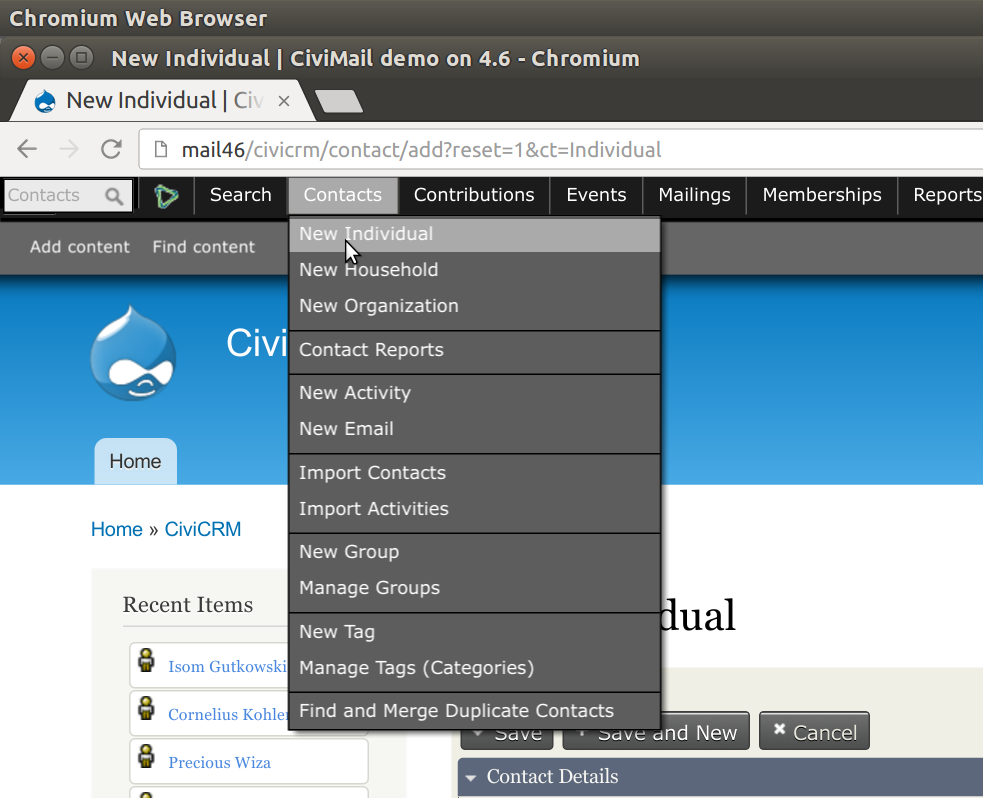 Chromium Web Browser
New Individual | CiviMail demo on 4.6 - Chromium
New Individual | Civ
mail46/civicrm/contact/add?reset=1&ct=Individual
Contacts Search Contacts Contributions Events Mailings Memberships Reports
Add content Find content
New Individual
New Household
New Organization
Contact Reports
New Activity
New Email
Import Contacts
Import Activities
New Group
Manage Groups
New Tag
Manage Tags (Categories)
Find and Merge Duplicate Contacts
Civi
Home
Home » CiviCRM
Recent Items
Isom Gutkowski
Cornelius Kohler
Precious Wiza
dual
Save Save and New Cancel
Contact Details